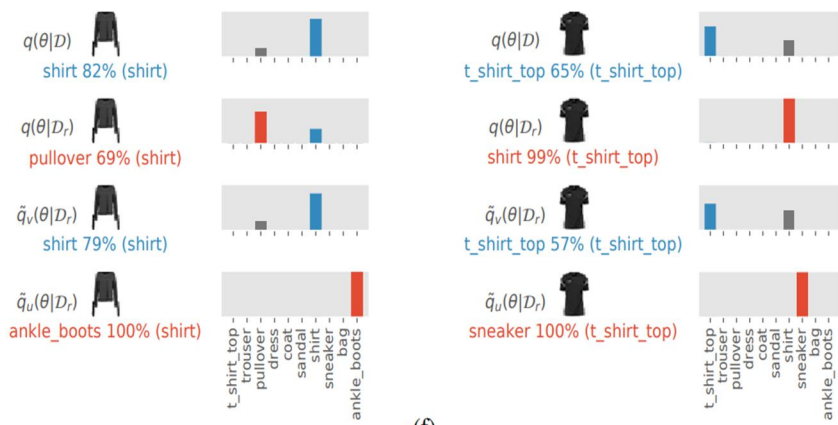 q(θ|D)
shirt 82% (shirt)
q(θ|D_r)
pullover 69% (shirt)
q̃_v(θ|D_r)
shirt 79% (shirt)
q̃_u(θ|D_r)
ankle_boots 100% (shirt)
t_shirt_top
trouser
pullover
dress
coat
sandal
shirt
sneaker
bag
ankle_boots
q(θ|D)
t_shirt_top 65% (t_shirt_top)
q(θ|D_r)
shirt 99% (t_shirt_top)
q̃_v(θ|D_r)
t_shirt_top 57% (t_shirt_top)
q̃_u(θ|D_r)
sneaker 100% (t_shirt_top)
t_shirt_top
trouser
pullover
dress
coat
sandal
shirt
sneaker
bag
ankle_boots